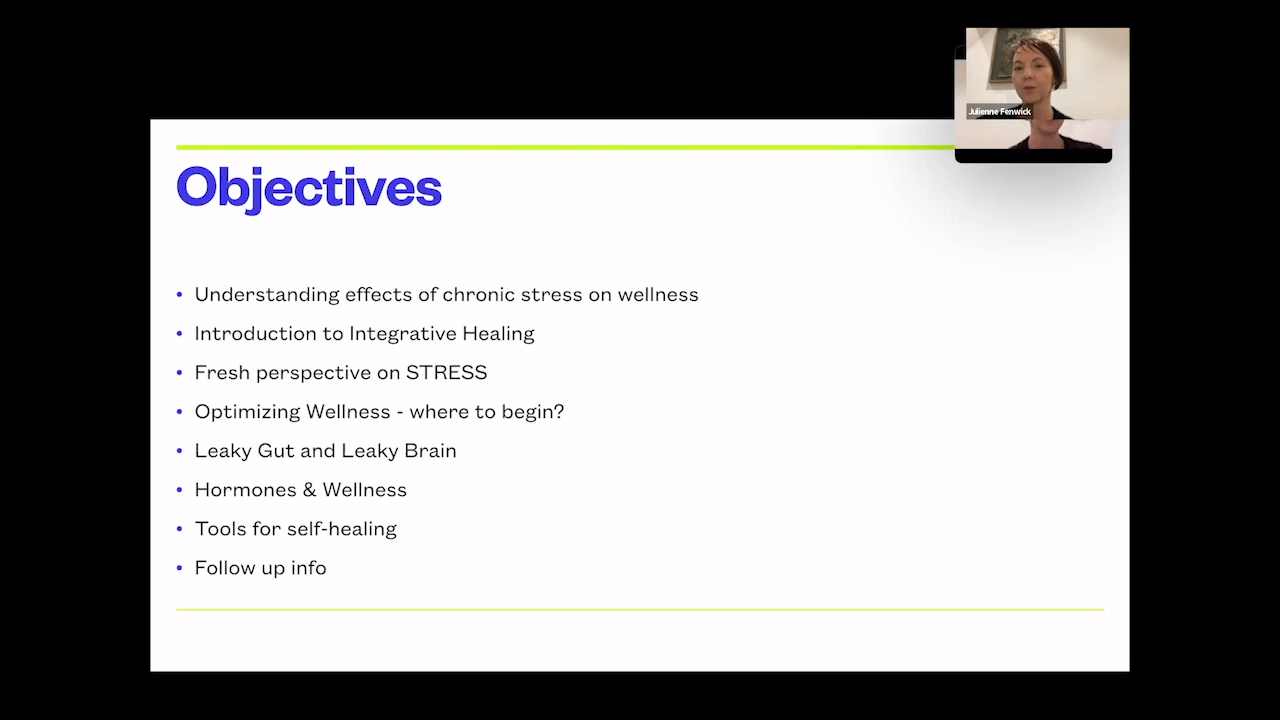 Julienne Fenwick
Objectives
• Understanding effects of chronic stress on wellness
• Introduction to Integrative Healing
• Fresh perspective on STRESS
• Optimizing Wellness - where to begin?
• Leaky Gut and Leaky Brain
• Hormones & Wellness
• Tools for self-healing
• Follow up info